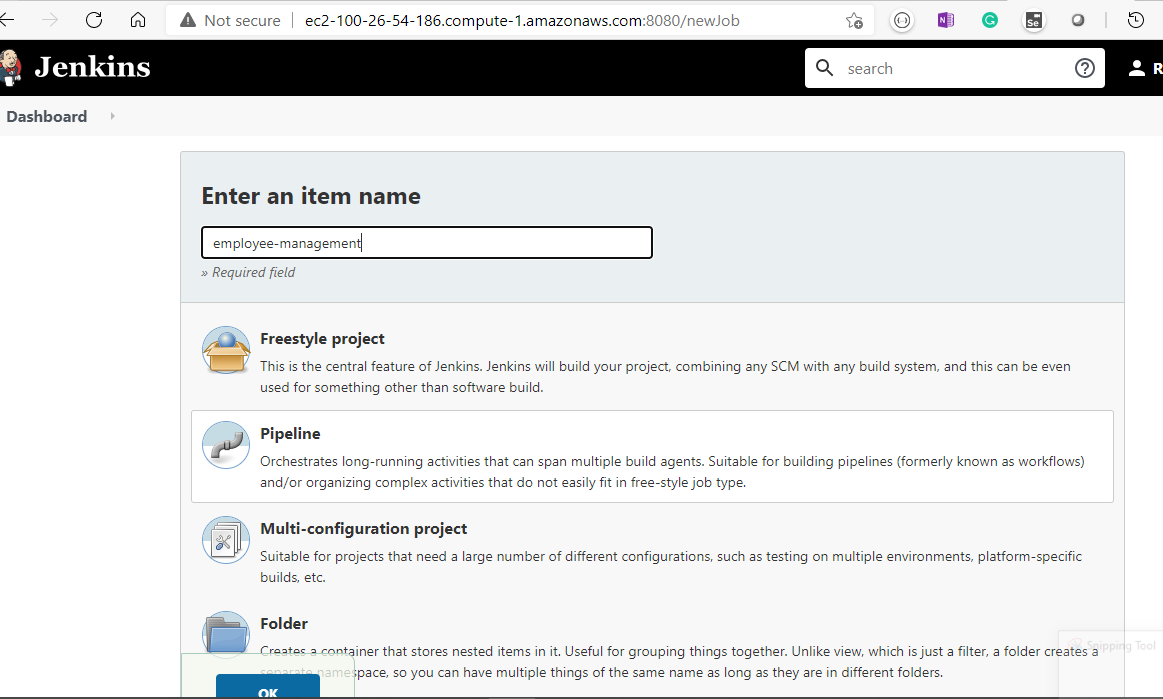 Not secure ec2-100-26-54-186.compute-1.amazonaws.com:8080/newJob
Jenkins
search
R
Dashboard
Enter an item name
employee-management
» Required field
Freestyle project
This is the central feature of Jenkins. Jenkins will build your project, combining any SCM with any build system, and this can be even
used for something other than software build.
Pipeline
Orchestrates long-running activities that can span multiple build agents. Suitable for building pipelines (formerly known as workflows)
and/or organizing complex activities that do not easily fit in free-style job type.
Multi-configuration project
Suitable for projects that need a large number of different configurations, such as testing on multiple environments, platform-specific
builds, etc.
Folder
Creates a container that stores nested items in it. Useful for grouping things together. Unlike view, which is just a filter, a folder creates a
separate namespace, so you can have multiple things of the same name as long as they are in different folders.
Snipping Tool
OK